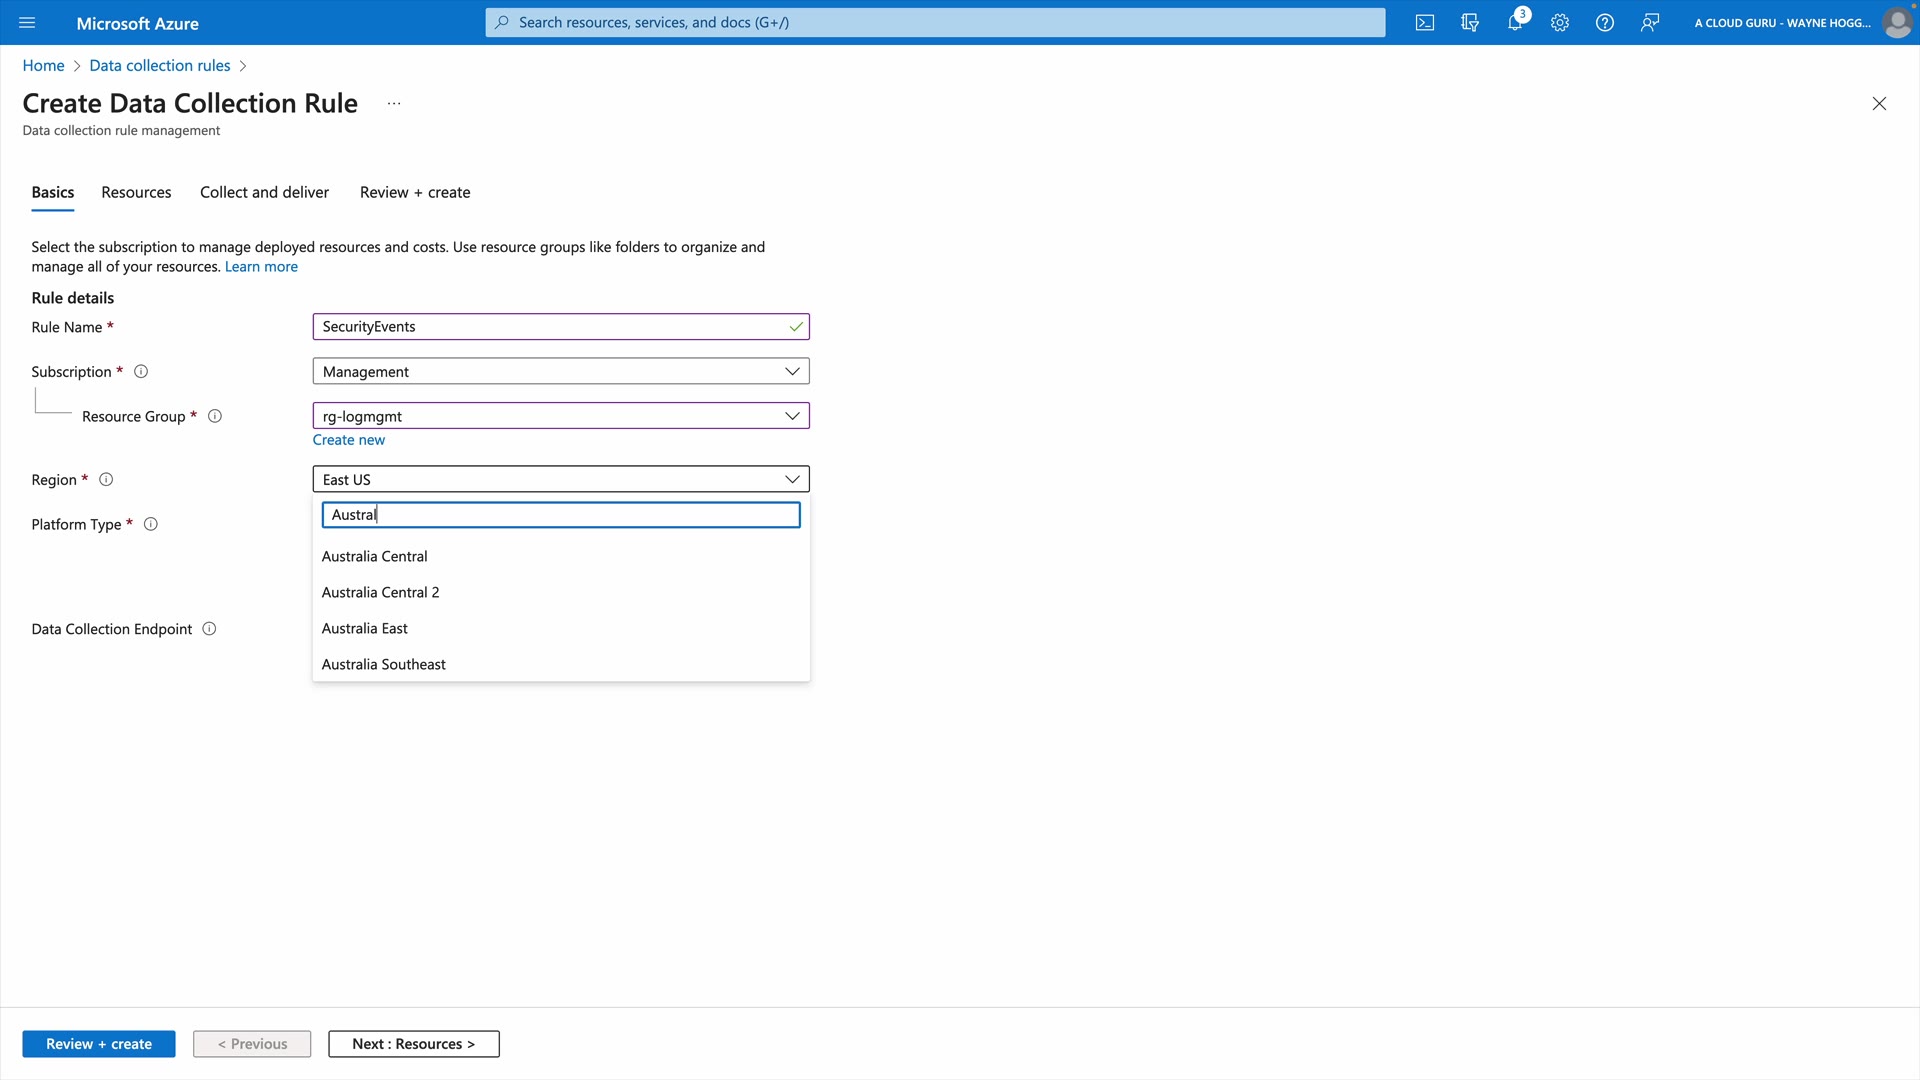 Microsoft Azure
Search resources, services, and docs (G+/)
3
A CLOUD GURU - WAYNE HOGG...
Home > Data collection rules >
Create Data Collection Rule ...
Data collection rule management
Basics Resources Collect and deliver Review + create
Select the subscription to manage deployed resources and costs. Use resource groups like folders to organize and
manage all of your resources. Learn more
Rule details
Rule Name * SecurityEvents
Subscription * Management
Resource Group * rg-logmgmt
Create new
Region * East US
Austral
Platform Type *
Australia Central
Australia Central 2
Australia East
Data Collection Endpoint
Australia Southeast
Review + create < Previous Next : Resources >